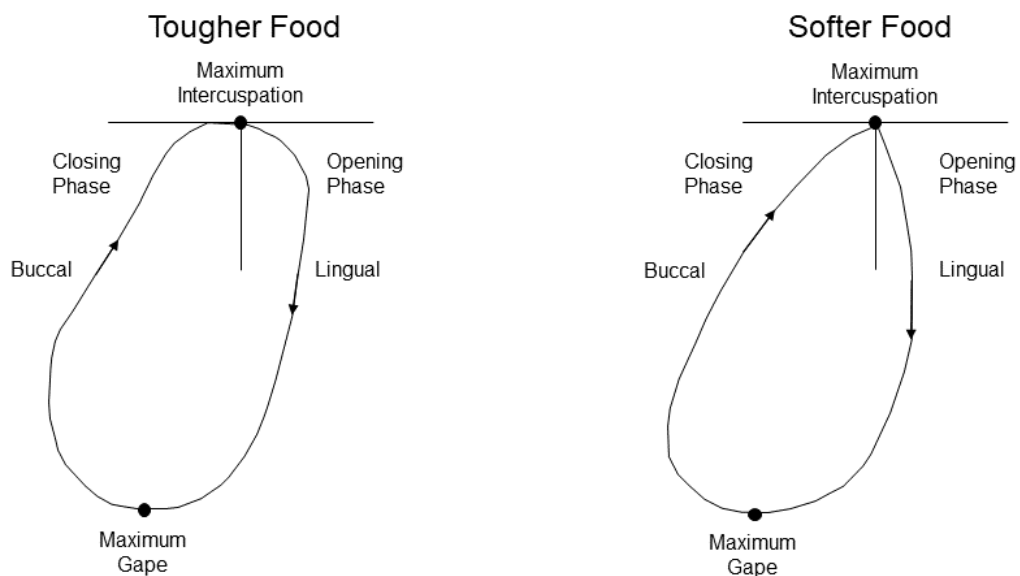 Tougher Food
Maximum
Intercuspation
Closing
Phase
Opening
Phase
Buccal
Lingual
Maximum
Gape
Softer Food
Maximum
Intercuspation
Closing
Phase
Opening
Phase
Buccal
Lingual
Maximum
Gape